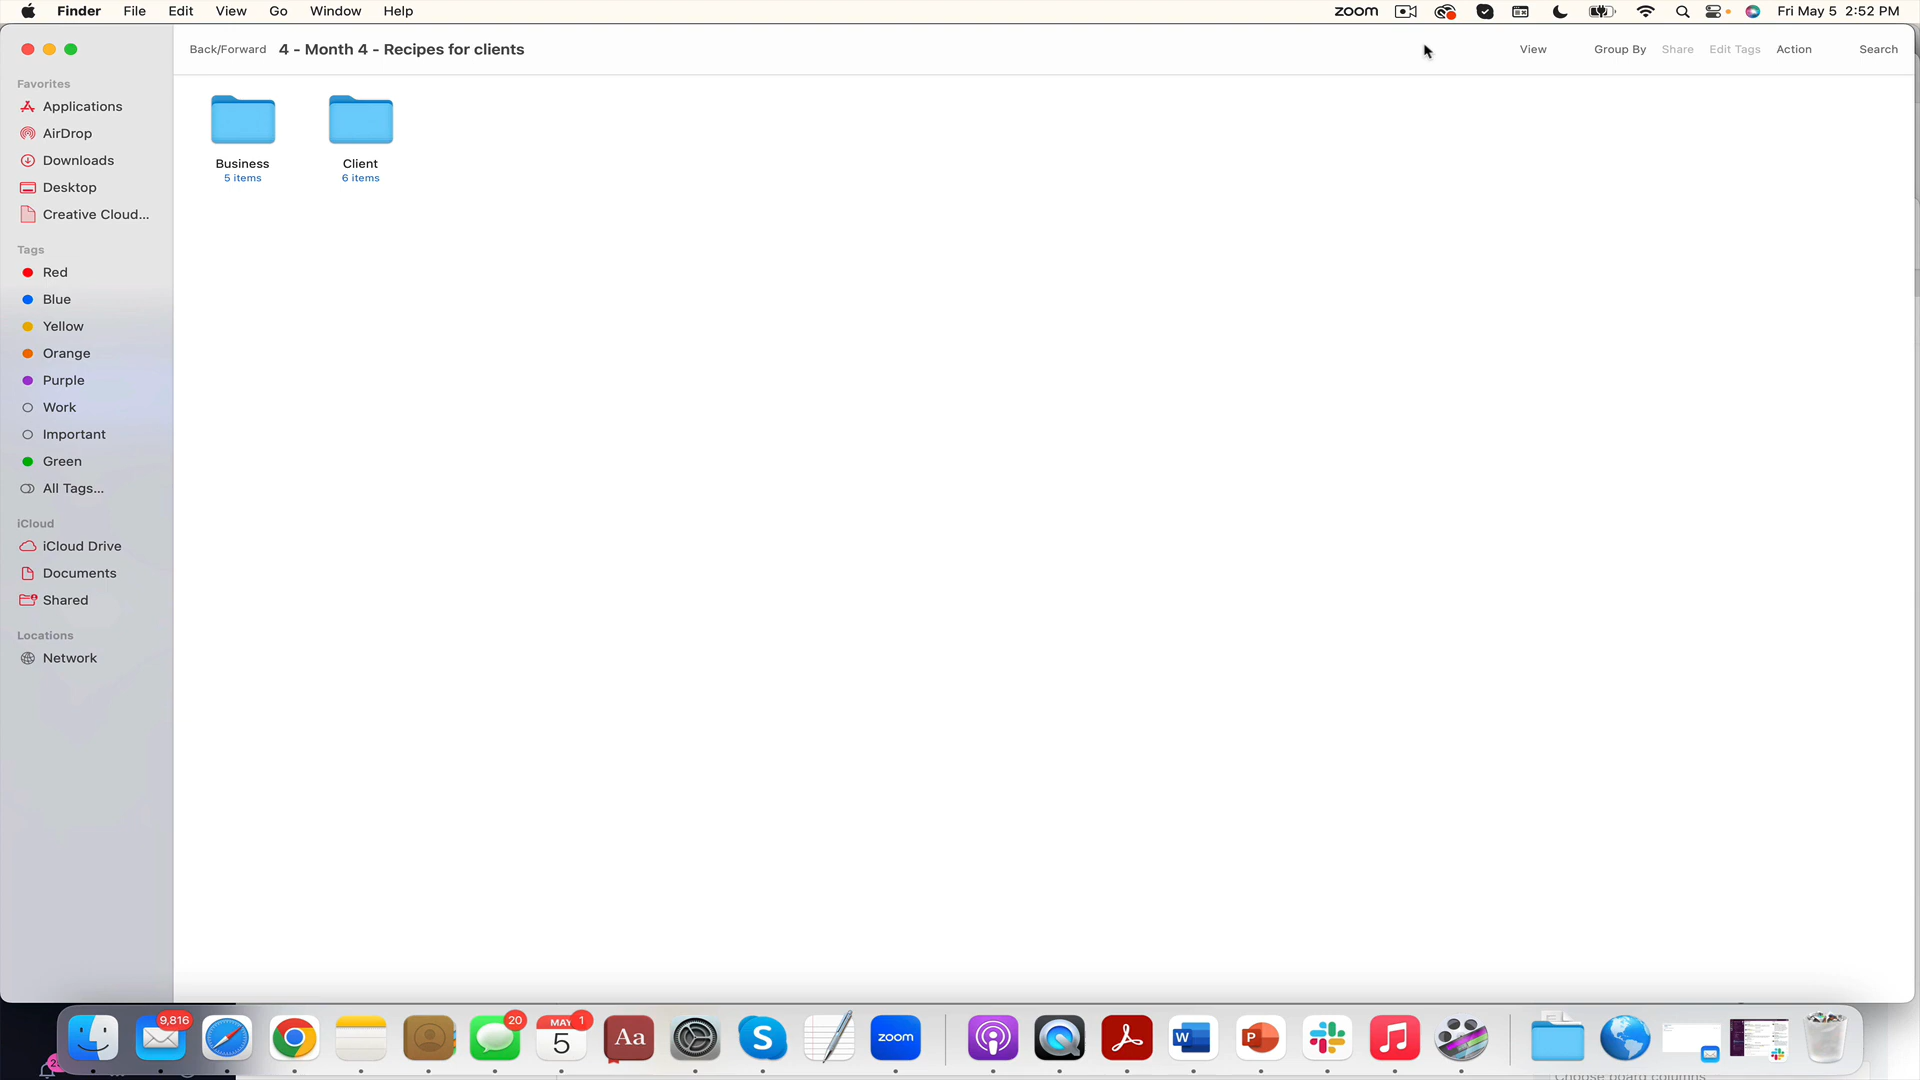 Finder File Edit View Go Window Help zoom Fri May 5 2:52 PM
Back/Forward 4 - Month 4 - Recipes for clients View Group By Share Edit Tags Action Search
Favorites
Applications
AirDrop
Downloads
Desktop
Creative Cloud...
Tags
Red
Blue
Yellow
Orange
Purple
Work
Important
Green
All Tags...
iCloud
iCloud Drive
Documents
Shared
Locations
Network
Business
5 items
Client
6 items
9,816
20
MAY 1
5
Aa
S
zoom
W
P
Choose board columns